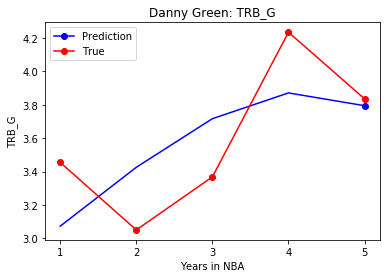 Danny Green: TRB_G
Prediction
True
4.2
4.0
3.8
3.6
3.4
3.2
3.0
TRB_G
1 2 3 4 5
Years in NBA